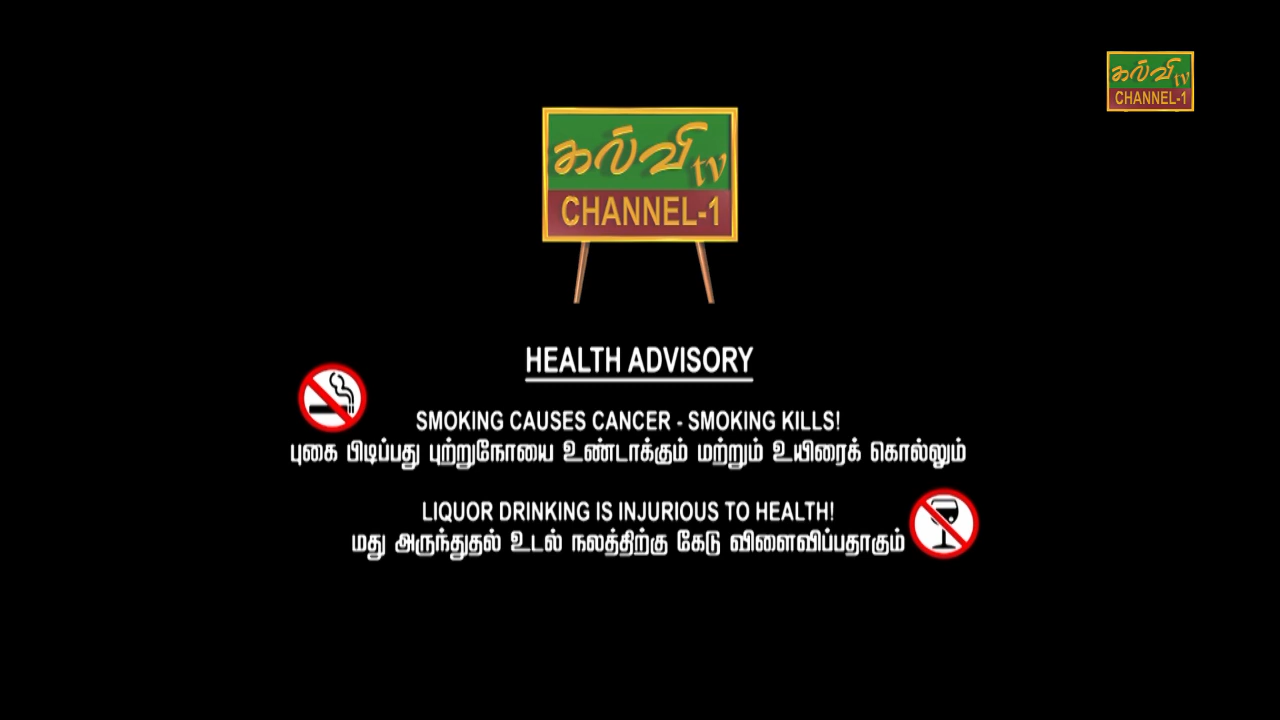 கல்வி tv
CHANNEL-1
கல்வி tv
CHANNEL-1
HEALTH ADVISORY
SMOKING CAUSES CANCER - SMOKING KILLS!
புகை பிடிப்பது புற்றுநோயை உண்டாக்கும் மற்றும் உயிரைக் கொல்லும்
LIQUOR DRINKING IS INJURIOUS TO HEALTH!
மது அருந்துதல் உடல் நலத்திற்கு கேடு விளைவிப்பதாகும்